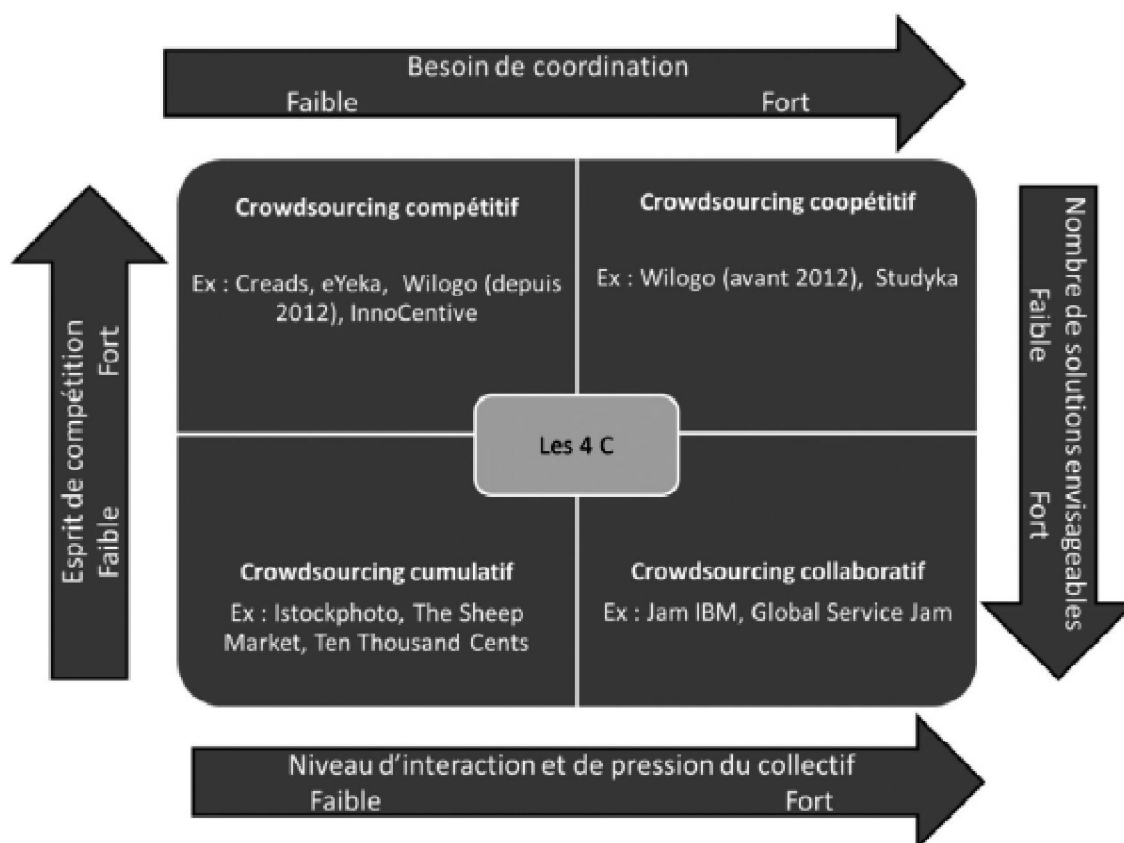 Besoin de coordination
Faible Fort
Esprit de compétition
Faible Fort
Crowdsourcing compétitif
Ex : Creads, eYeka, Wilogo (depuis
2012), InnoCentive
Crowdsourcing coopétitif
Ex : Wilogo (avant 2012), Studyka
Les 4 C
Crowdsourcing cumulatif
Ex : Istockphoto, The Sheep
Market, Ten Thousand Cents
Crowdsourcing collaboratif
Ex : Jam IBM, Global Service Jam
Nombre de solutions envisageables
Faible Fort
Niveau d'interaction et de pression du collectif
Faible Fort